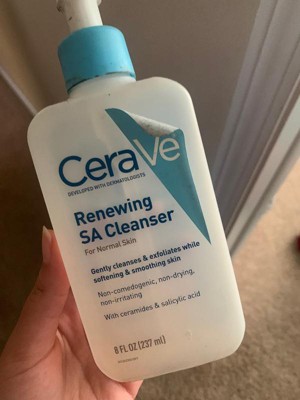 CeraVe
DEVELOPED WITH DERMATOLOGISTS
Renewing
SA Cleanser
For Normal Skin
Gently cleanses & exfoliates while
softening & smoothing skin
Non-comedogenic, non-drying,
non-irritating
With ceramides & salicylic acid
8 FL OZ (237 ml)